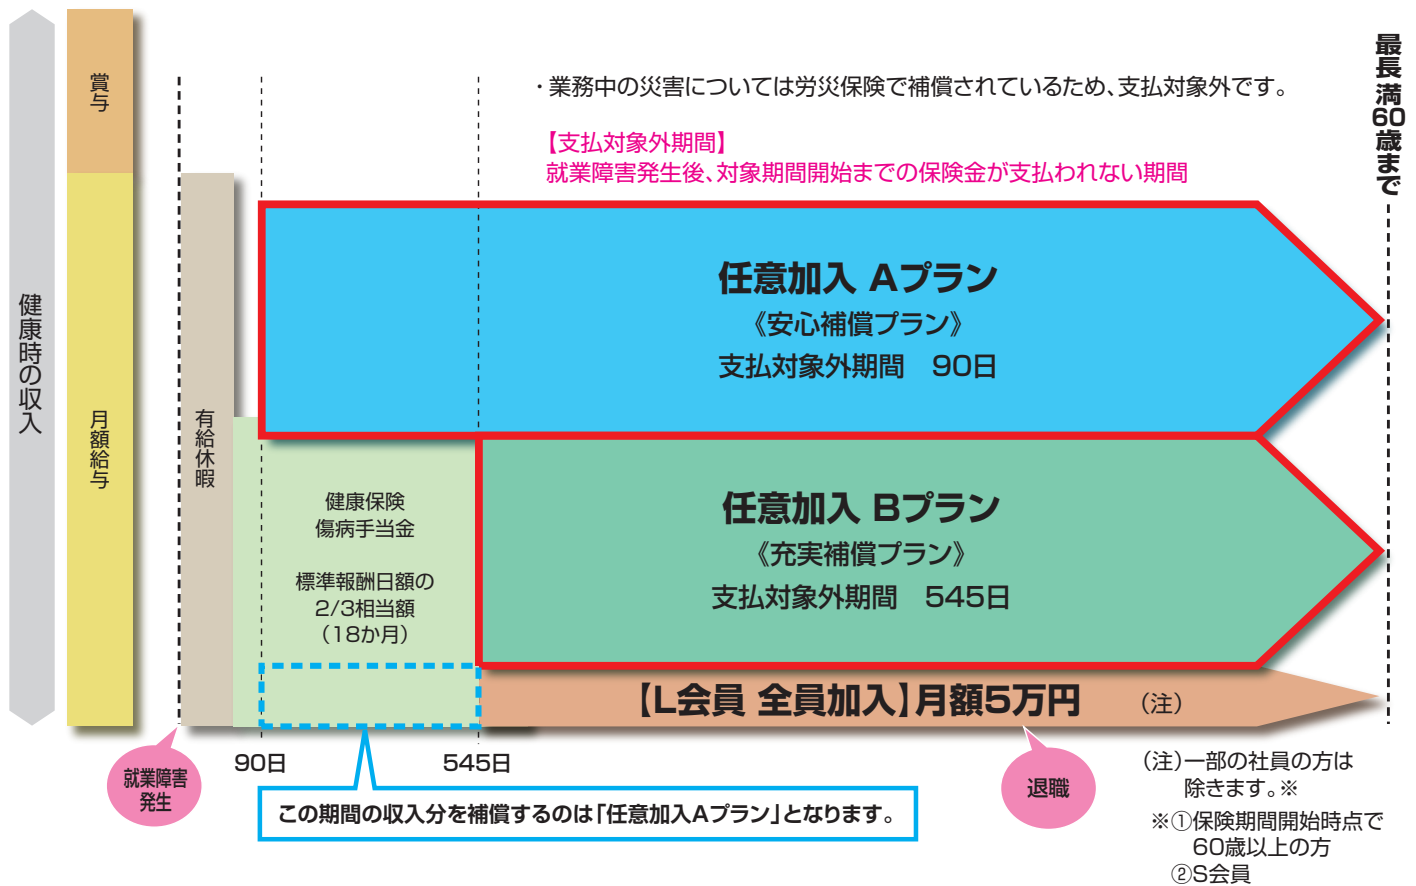 健康時の収入
賞与
月額給与
有給休暇
・業務中の災害については労災保険で補償されているため、支払対象外です。
【支払対象外期間】
就業障害発生後、対象期間開始までの保険金が支払われない期間
最長満60歳まで
任意加入 Aプラン
《安心補償プラン》
支払対象外期間　90日
健康保険
傷病手当金
標準報酬日額の
2/3相当額
（18か月）
任意加入 Bプラン
《充実補償プラン》
支払対象外期間　545日
【L会員 全員加入】月額5万円　（注）
就業障害
発生
90日
545日
この期間の収入分を補償するのは「任意加入Aプラン」となります。
退職
（注）一部の社員の方は
除きます。※
※①保険期間開始時点で
60歳以上の方
②S会員